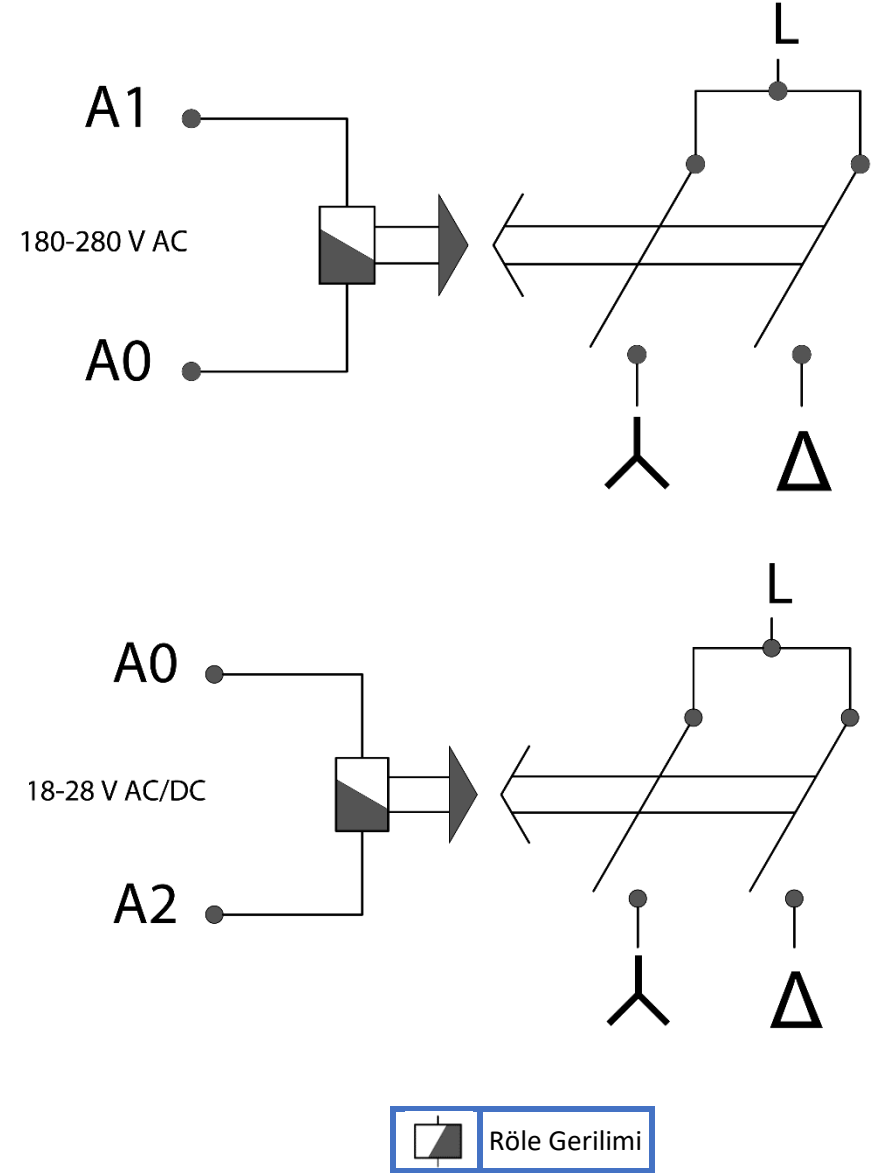 L
A1
180-280 V AC
A0
Δ
L
A0
18-28 V AC/DC
A2
Δ
Röle Gerilimi